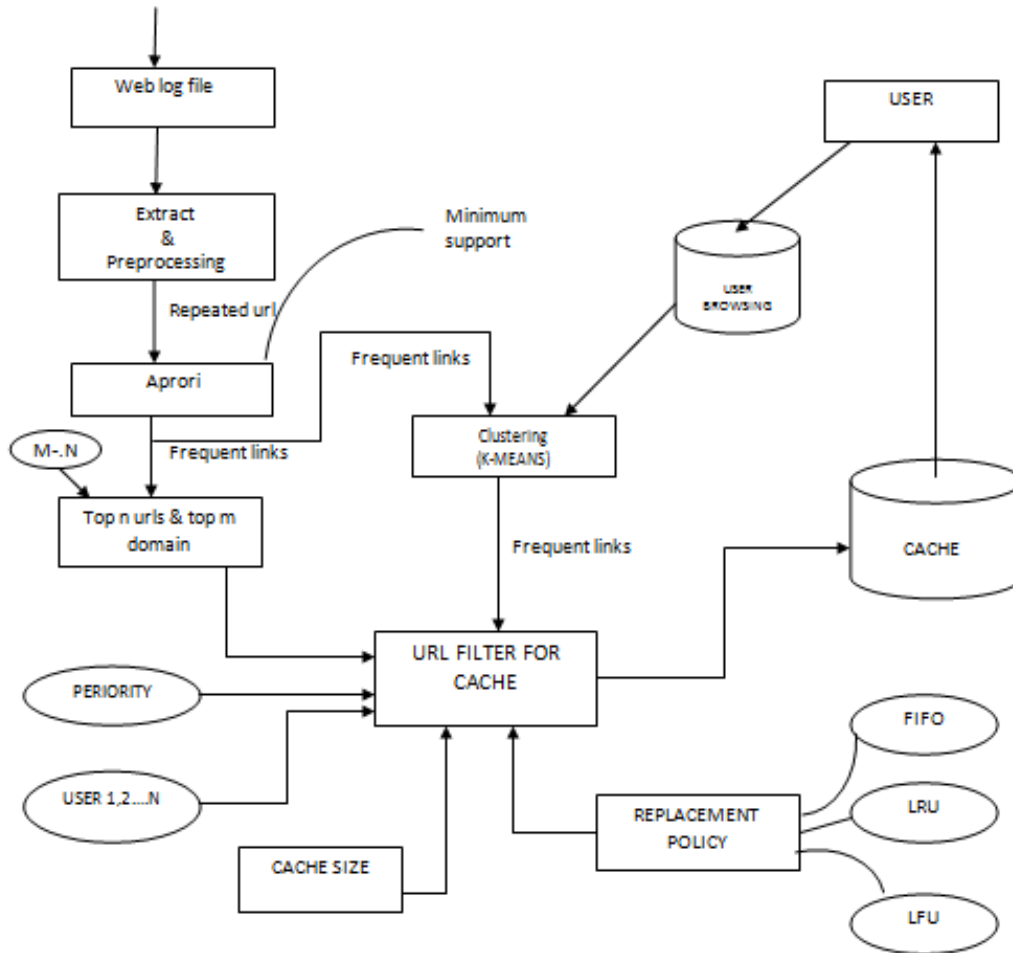 Web log file
USER
Extract
&
Preprocessing
Minimum
support
USER
BROWSING
Repeated url
Frequent links
Aprori
Clustering
(K-MEANS)
M-.N
Frequent links
Top n urls & top m
domain
Frequent links
CACHE
URL FILTER FOR
CACHE
PERIORITY
FIFO
USER 1,2....N
REPLACEMENT
POLICY
LRU
CACHE SIZE
LFU